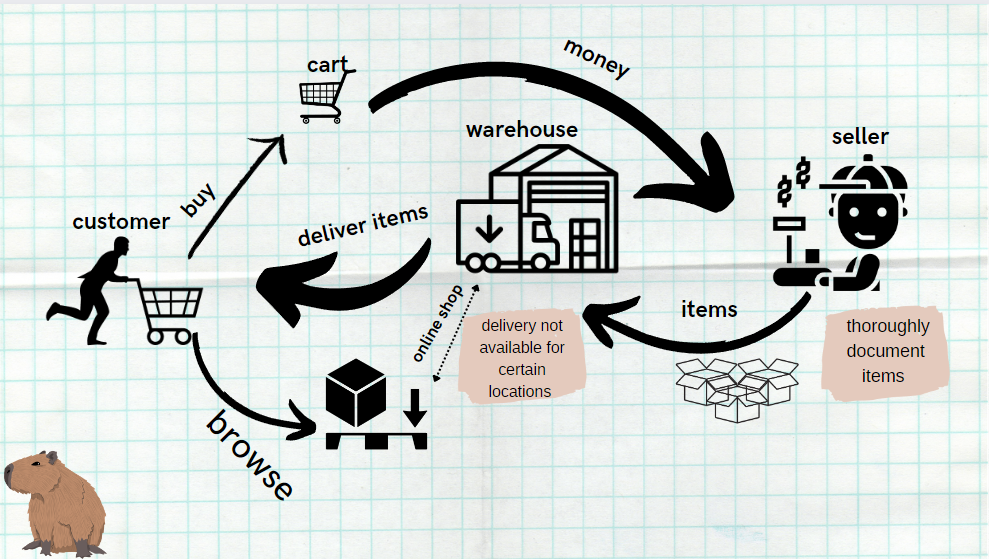 cart
money
warehouse
seller
buy
customer
deliver items
online shop
items
delivery not
available for
certain
locations
thoroughly
document
items
browse